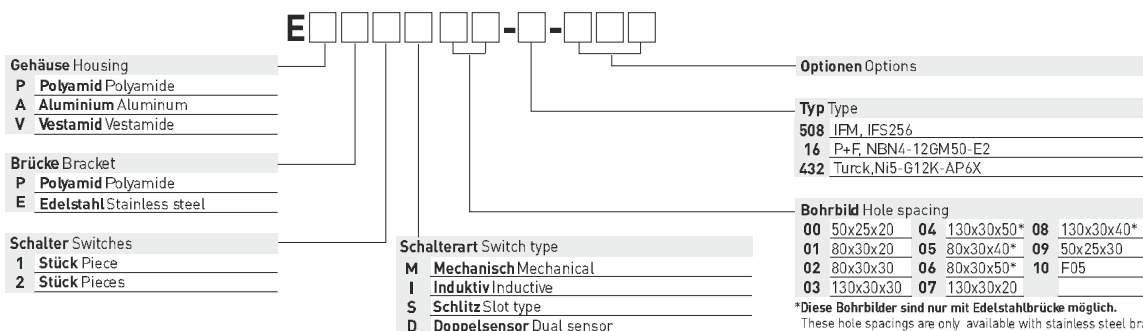 E - -
Gehäuse Housing
P Polyamid Polyamide
A Aluminium Aluminum
V Vestamid Vestamide
Brücke Bracket
P Polyamid Polyamide
E Edelstahl Stainless steel
Schalter Switches
1 Stück Piece
2 Stück Pieces
Schalterart Switch type
M Mechanisch Mechanical
I Induktiv Inductive
S Schlitz Slot type
D Doppelsensor Dual sensor
Optionen Options
Typ Type
508 IFM, IFS256
16 P+F, NBN4-12GM50-E2
432 Turck,Ni5-G12K-AP6X
Bohrbild Hole spacing
00 50x25x20 04 130x30x50* 08 130x30x40*
01 80x30x20 05 80x30x40* 09 50x25x30
02 80x30x30 06 80x30x50* 10 F05
03 130x30x30 07 130x30x20
*Diese Bohrbilder sind nur mit Edelstahlbrücke möglich.
These hole spacings are only available with stainless steel